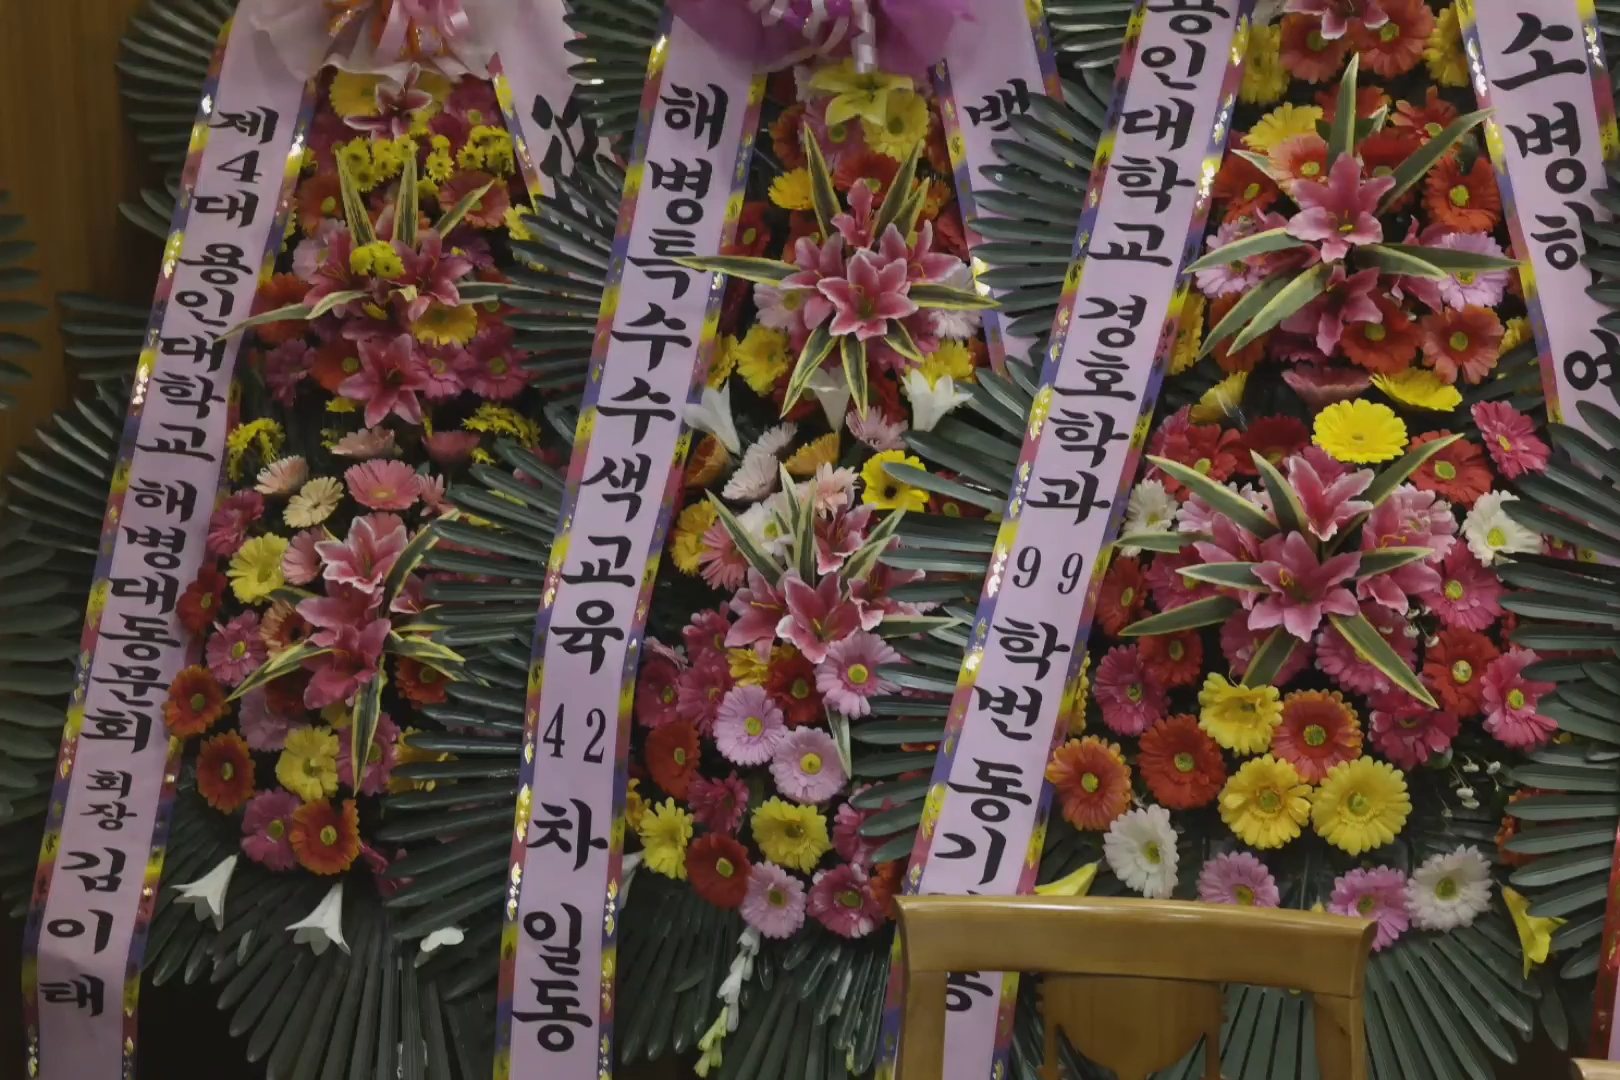 제4대 용인대학교 해병대동문회 회장 김이태
해병특수수색교육 42차 일동
용인대학교 경호학과 99학번 동기
소병